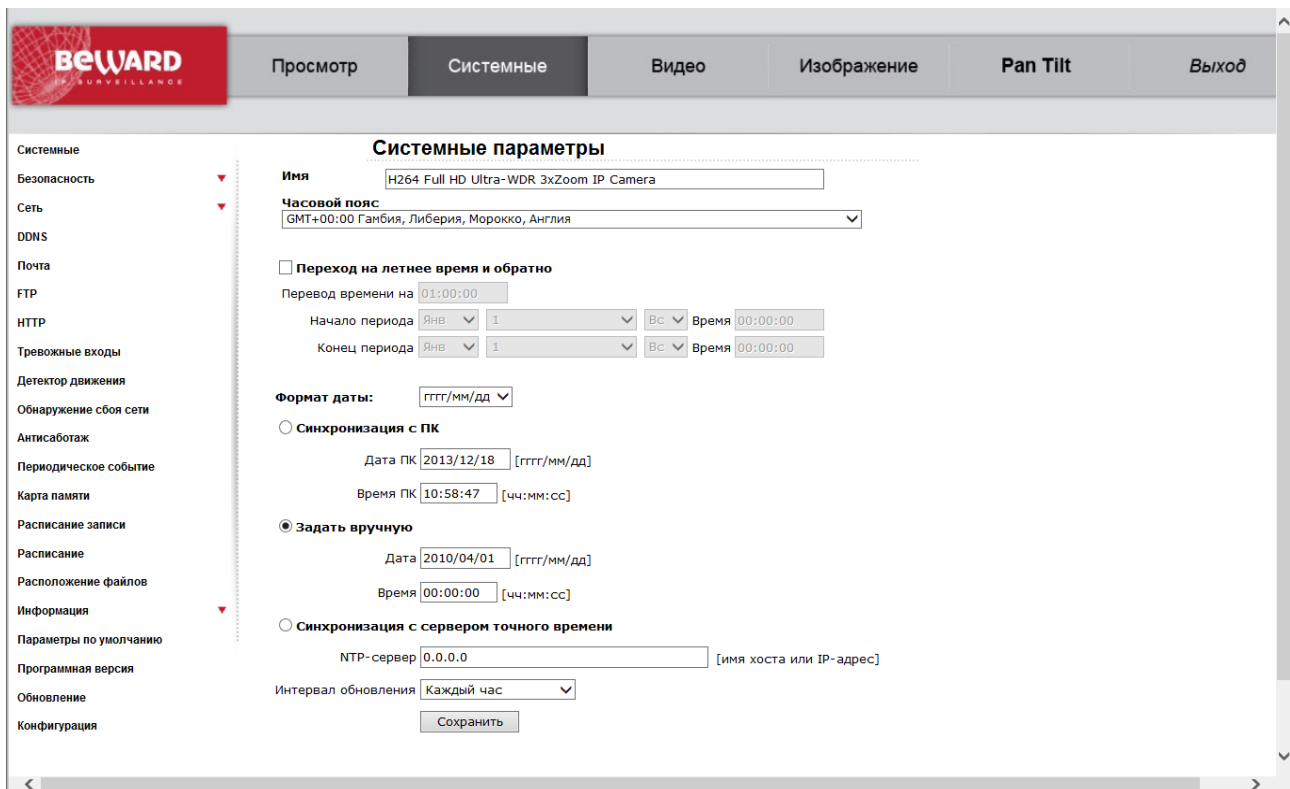 BEWARD
IP SURVEILLANCE
Просмотр
Системные
Видео
Изображение
Pan Tilt
Выход
Системные
Безопасность
Сеть
DDNS
Почта
FTP
HTTP
Тревожные входы
Детектор движения
Обнаружение сбоя сети
Антисаботаж
Периодическое событие
Карта памяти
Расписание записи
Расписание
Расположение файлов
Информация
Параметры по умолчанию
Программная версия
Обновление
Конфигурация
Системные параметры
Имя H264 Full HD Ultra-WDR 3xZoom IP Camera
Часовой пояс
GMT+00:00 Гамбия, Либерия, Морокко, Англия
Переход на летнее время и обратно
Перевод времени на 01:00:00
Начало периода Янв 1 Вс Время 00:00:00
Конец периода Янв 1 Вс Время 00:00:00
Формат даты: гггг/мм/дд
Синхронизация с ПК
Дата ПК 2013/12/18 [гггг/мм/дд]
Время ПК 10:58:47 [чч:мм:сс]
Задать вручную
Дата 2010/04/01 [гггг/мм/дд]
Время 00:00:00 [чч:мм:сс]
Синхронизация с сервером точного времени
NTP-сервер 0.0.0.0 [имя хоста или IP-адрес]
Интервал обновления Каждый час
Сохранить